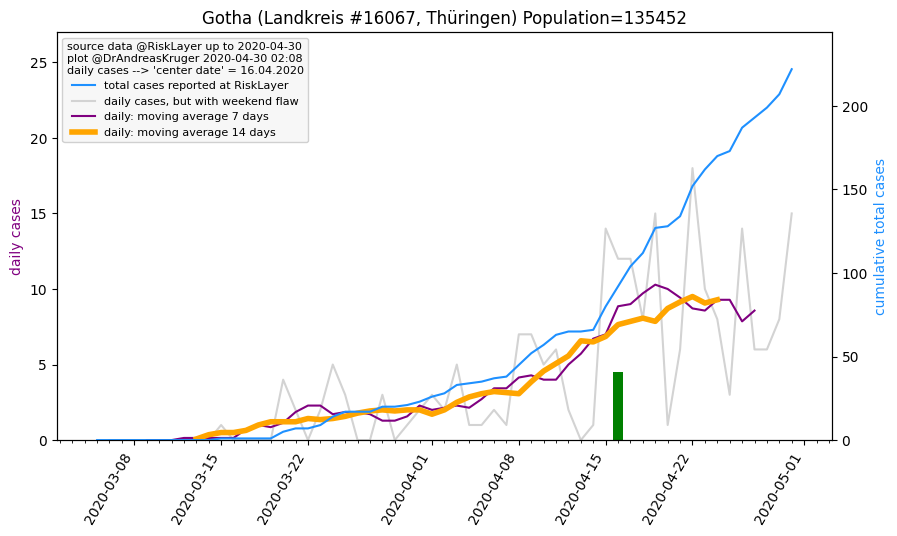 Gotha (Landkreis #16067, Thüringen) Population=135452
source data @RiskLayer up to 2020-04-30
plot @DrAndreasKruger 2020-04-30 02:08
daily cases --> 'center date' = 16.04.2020
total cases reported at RiskLayer
daily cases, but with weekend flaw
daily: moving average 7 days
daily: moving average 14 days
25
20
15
10
5
0
daily cases
200
150
100
50
0
cumulative total cases
2020-03-08
2020-03-15
2020-03-22
2020-04-01
2020-04-08
2020-04-15
2020-04-22
2020-05-01